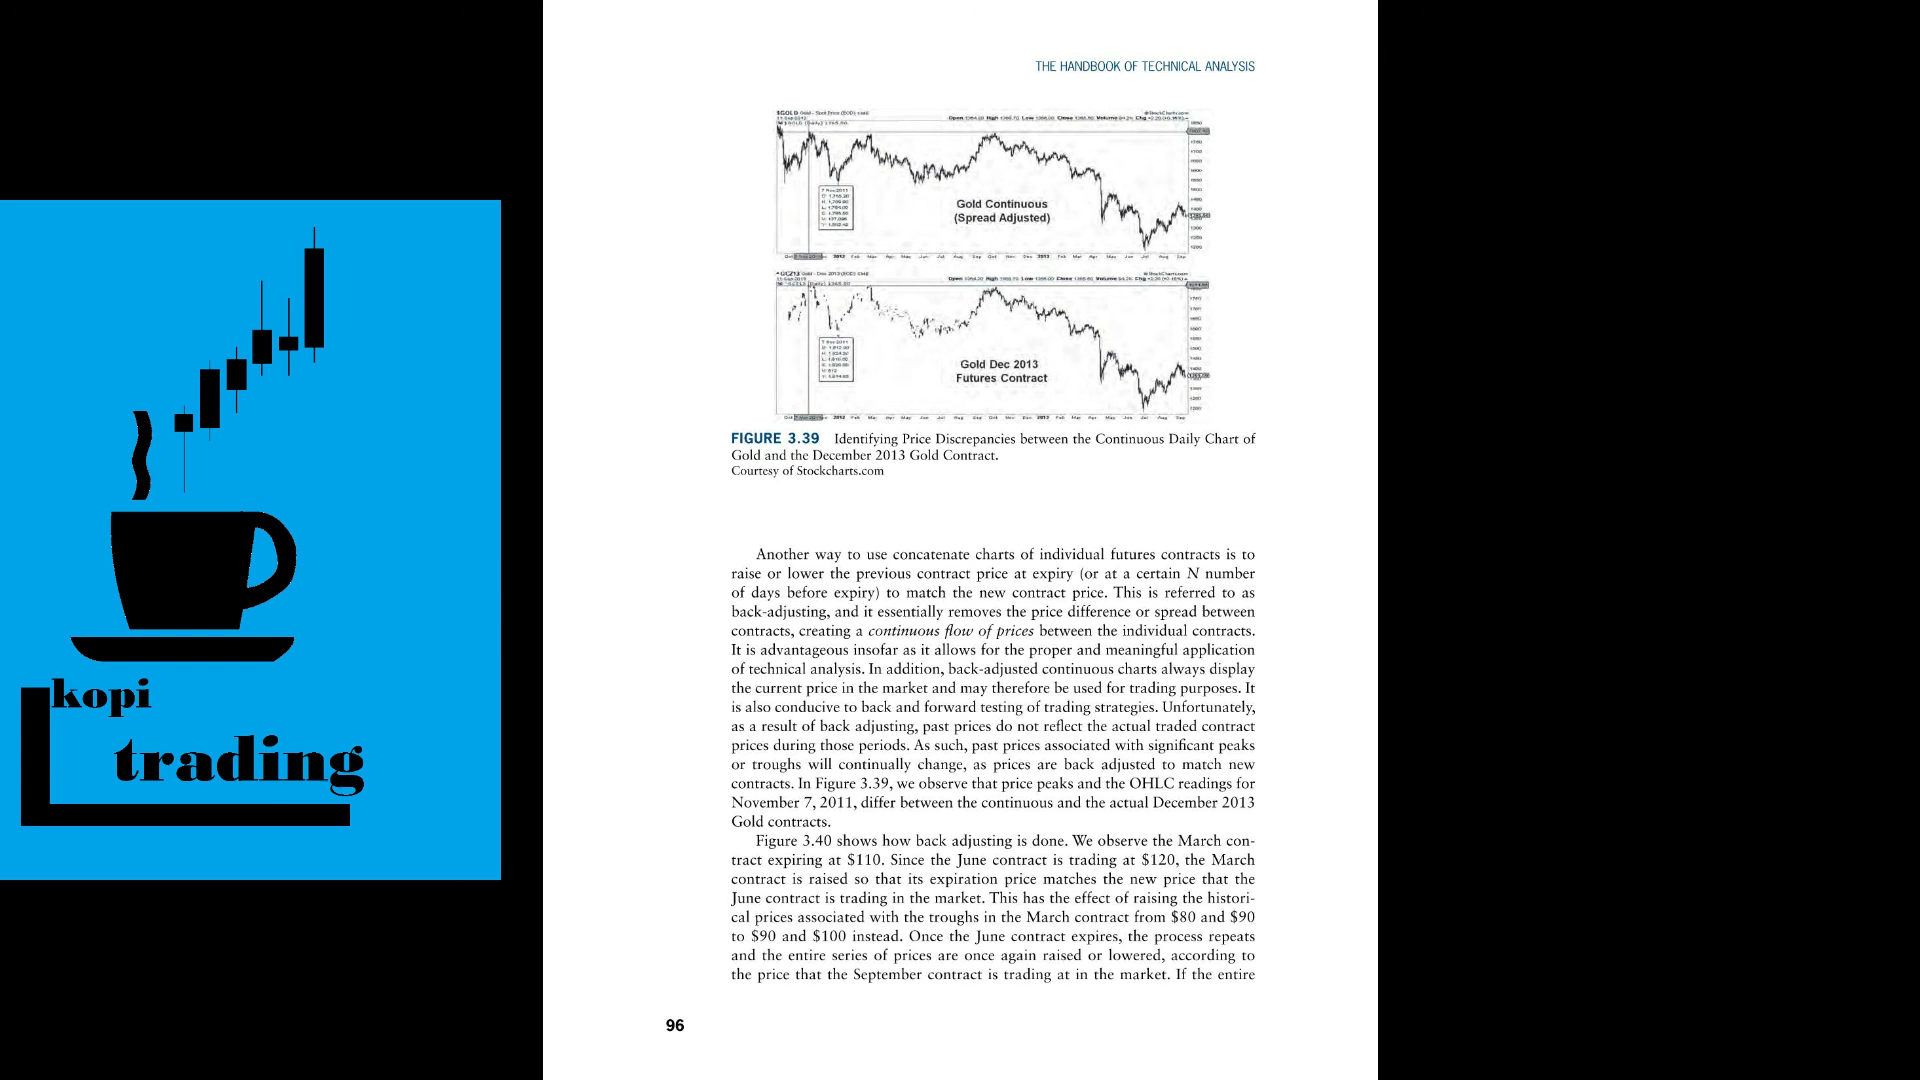 kopi
trading
THE HANDBOOK OF TECHNICAL ANALYSIS
Gold Continuous
(Spread Adjusted)
Gold Dec 2013
Futures Contract
FIGURE 3.39 Identifying Price Discrepancies between the Continuous Daily Chart of
Gold and the December 2013 Gold Contract.
Courtesy of Stockcharts.com
Another way to use concatenate charts of individual futures contracts is to
raise or lower the previous contract price at expiry (or at a certain N number
of days before expiry) to match the new contract price. This is referred to as
back-adjusting, and it essentially removes the price difference or spread between
contracts, creating a continuous flow of prices between the individual contracts.
It is advantageous insofar as it allows for the proper and meaningful application
of technical analysis. In addition, back-adjusted continuous charts always display
the current price in the market and may therefore be used for trading purposes. It
is also conducive to back and forward testing of trading strategies. Unfortunately,
as a result of back adjusting, past prices do not reflect the actual traded contract
prices during those periods. As such, past prices associated with significant peaks
or troughs will continually change, as prices are back adjusted to match new
contracts. In Figure 3.39, we observe that price peaks and the OHLC readings for
November 7, 2011, differ between the continuous and the actual December 2013
Gold contracts.
Figure 3.40 shows how back adjusting is done. We observe the March con-
tract expiring at $110. Since the June contract is trading at $120, the March
contract is raised so that its expiration price matches the new price that the
June contract is trading in the market. This has the effect of raising the histori-
cal prices associated with the troughs in the March contract from $80 and $90
to $90 and $100 instead. Once the June contract expires, the process repeats
and the entire series of prices are once again raised or lowered, according to
the price that the September contract is trading at in the market. If the entire
96